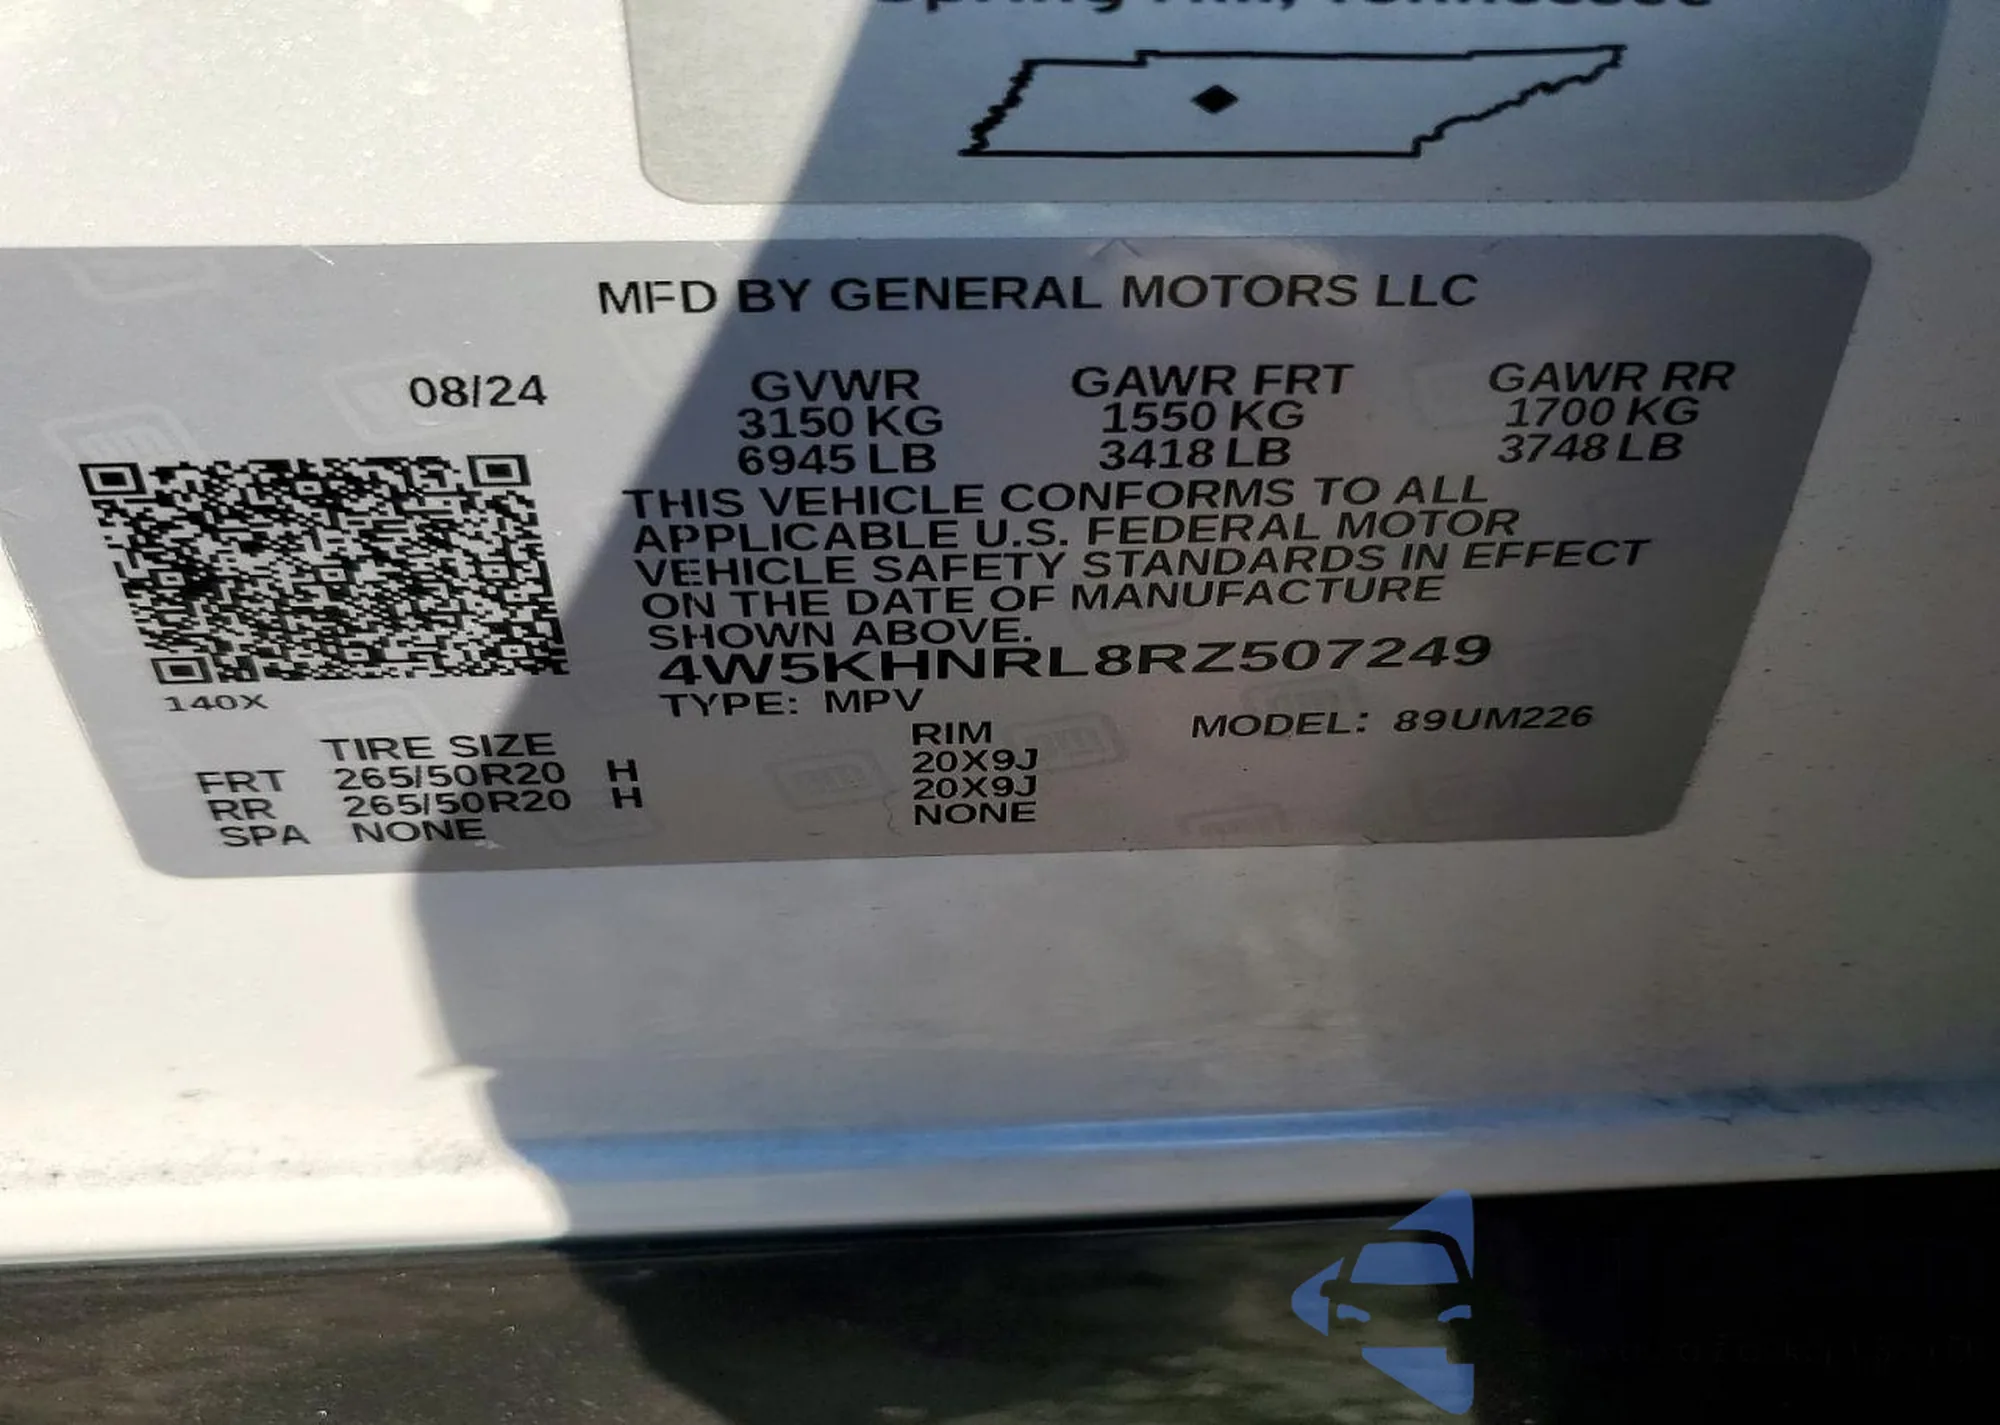 Spring Hill, Tennessee
MFD BY GENERAL MOTORS LLC
08/24 GVWR GAWR FRT GAWR RR
3150 KG 1550 KG 1700 KG
6945 LB 3418 LB 3748 LB
THIS VEHICLE CONFORMS TO ALL
APPLICABLE U.S. FEDERAL MOTOR
VEHICLE SAFETY STANDARDS IN EFFECT
ON THE DATE OF MANUFACTURE
SHOWN ABOVE.
4W5KHNRL8RZ507249
140X TYPE: MPV
MODEL: 89UM226
TIRE SIZE RIM
FRT 265/50R20 H 20X9J
RR 265/50R20 H 20X9J
SPA NONE NONE